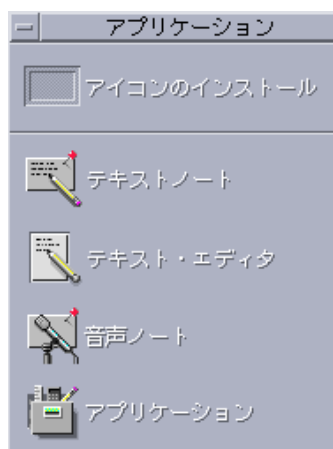 アプリケーション
アイコンのインストール
テキストノート
テキスト・エディタ
音声ノート
アプリケーション